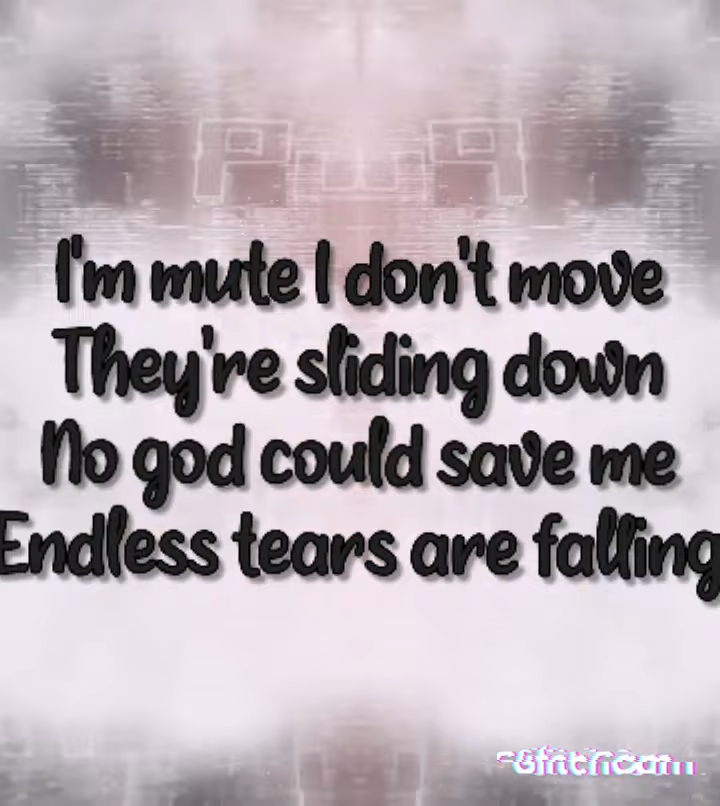 I'm mute I don't move
They're sliding down
No god could save me
Endless tears are falling